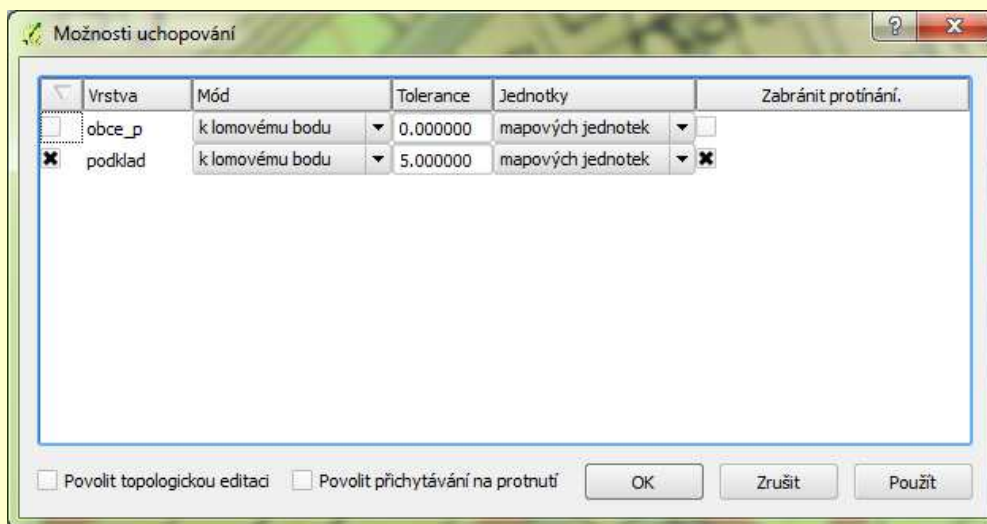 Možnosti uchopování
Vrstva Mód Tolerance Jednotky Zabránit protínání.
obce_p k lomovému bodu 0.000000 mapových jednotek
podklad k lomovému bodu 5.000000 mapových jednotek
Povolit topologickou editaci Povolit přichytávání na protnutí OK Zrušit Použít